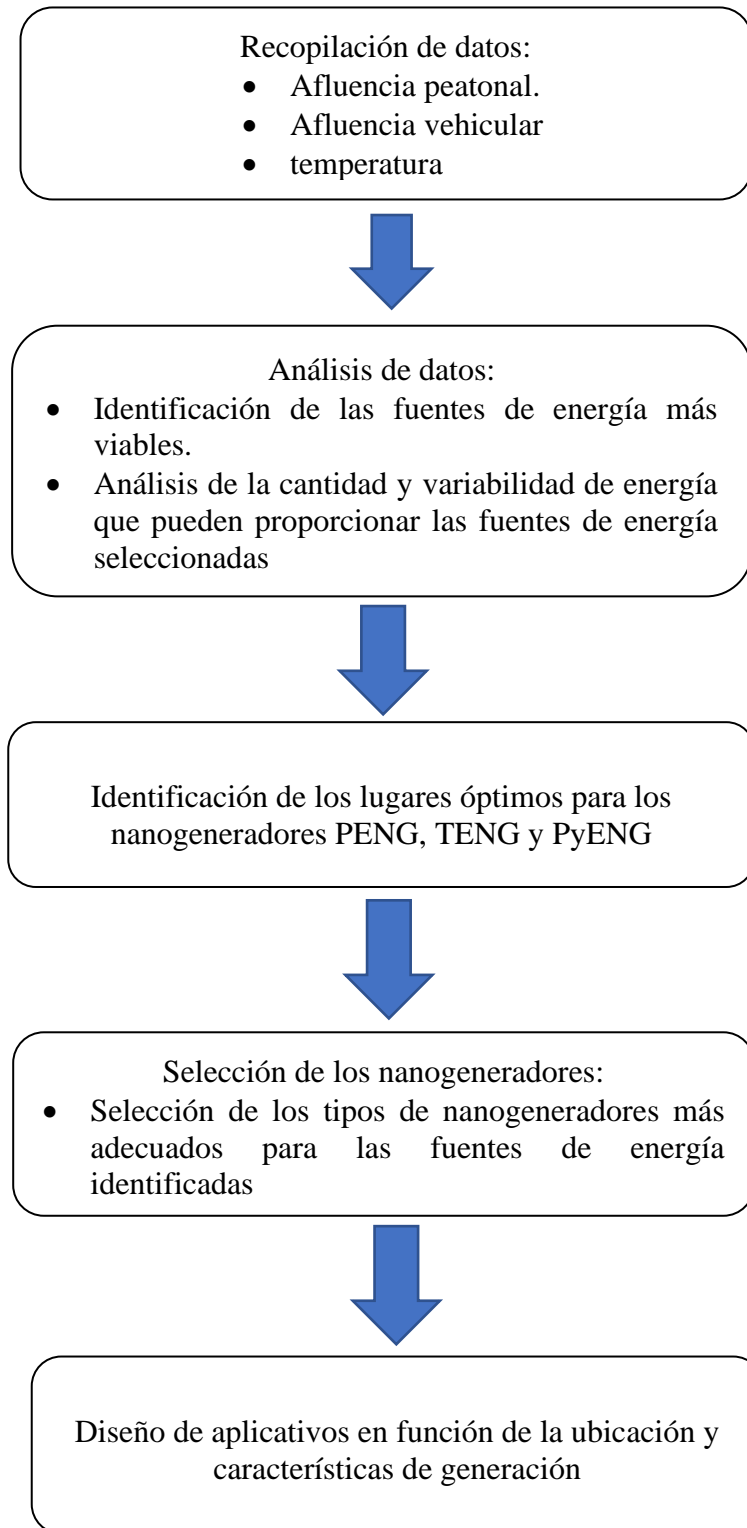 Recopilación de datos:
• Afluencia peatonal.
• Afluencia vehicular
• temperatura
Análisis de datos:
• Identificación de las fuentes de energía más
viables.
• Análisis de la cantidad y variabilidad de energía
que pueden proporcionar las fuentes de energía
seleccionadas
Identificación de los lugares óptimos para los
nanogeneradores PENG, TENG y PyENG
Selección de los nanogeneradores:
• Selección de los tipos de nanogeneradores más
adecuados para las fuentes de energía
identificadas
Diseño de aplicativos en función de la ubicación y
características de generación